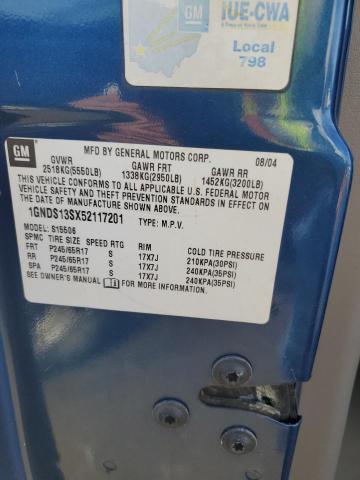 GM
IUE-CWA
Local
798
GM
MFD BY GENERAL MOTORS CORP. 08/04
GVWR GAWR FRT GAWR RR
2518KG(5550LB) 1338KG(2950LB) 1452KG(3200LB)
THIS VEHICLE CONFORMS TO ALL APPLICABLE U.S. FEDERAL
MOTOR VEHICLE SAFETY AND THEFT PREVENTION STANDARDS IN EFFECT ON
THE DATE OF MANUFACTURE SHOWN ABOVE.
1GNDS13SX52117201 TYPE: M.P.V.
MODEL: S15506
SPMC TIRE SIZE SPEED RTG RIM COLD TIRE PRESSURE
FRT P245/65R17 S 17X7J 210KPA(30PSI)
RR P245/65R17 S 17X7J 240KPA(35PSI)
SPA P245/65R17 S 17X7J 240KPA(35PSI)
SEE OWNER'S MANUAL FOR MORE INFORMATION.